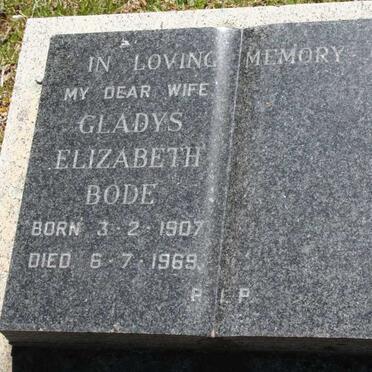 IN LOVING MEMORY
MY DEAR WIFE
GLADYS
ELIZABETH
BODE
BORN 3-2-1907
DIED 6-7-1969
R.I.P